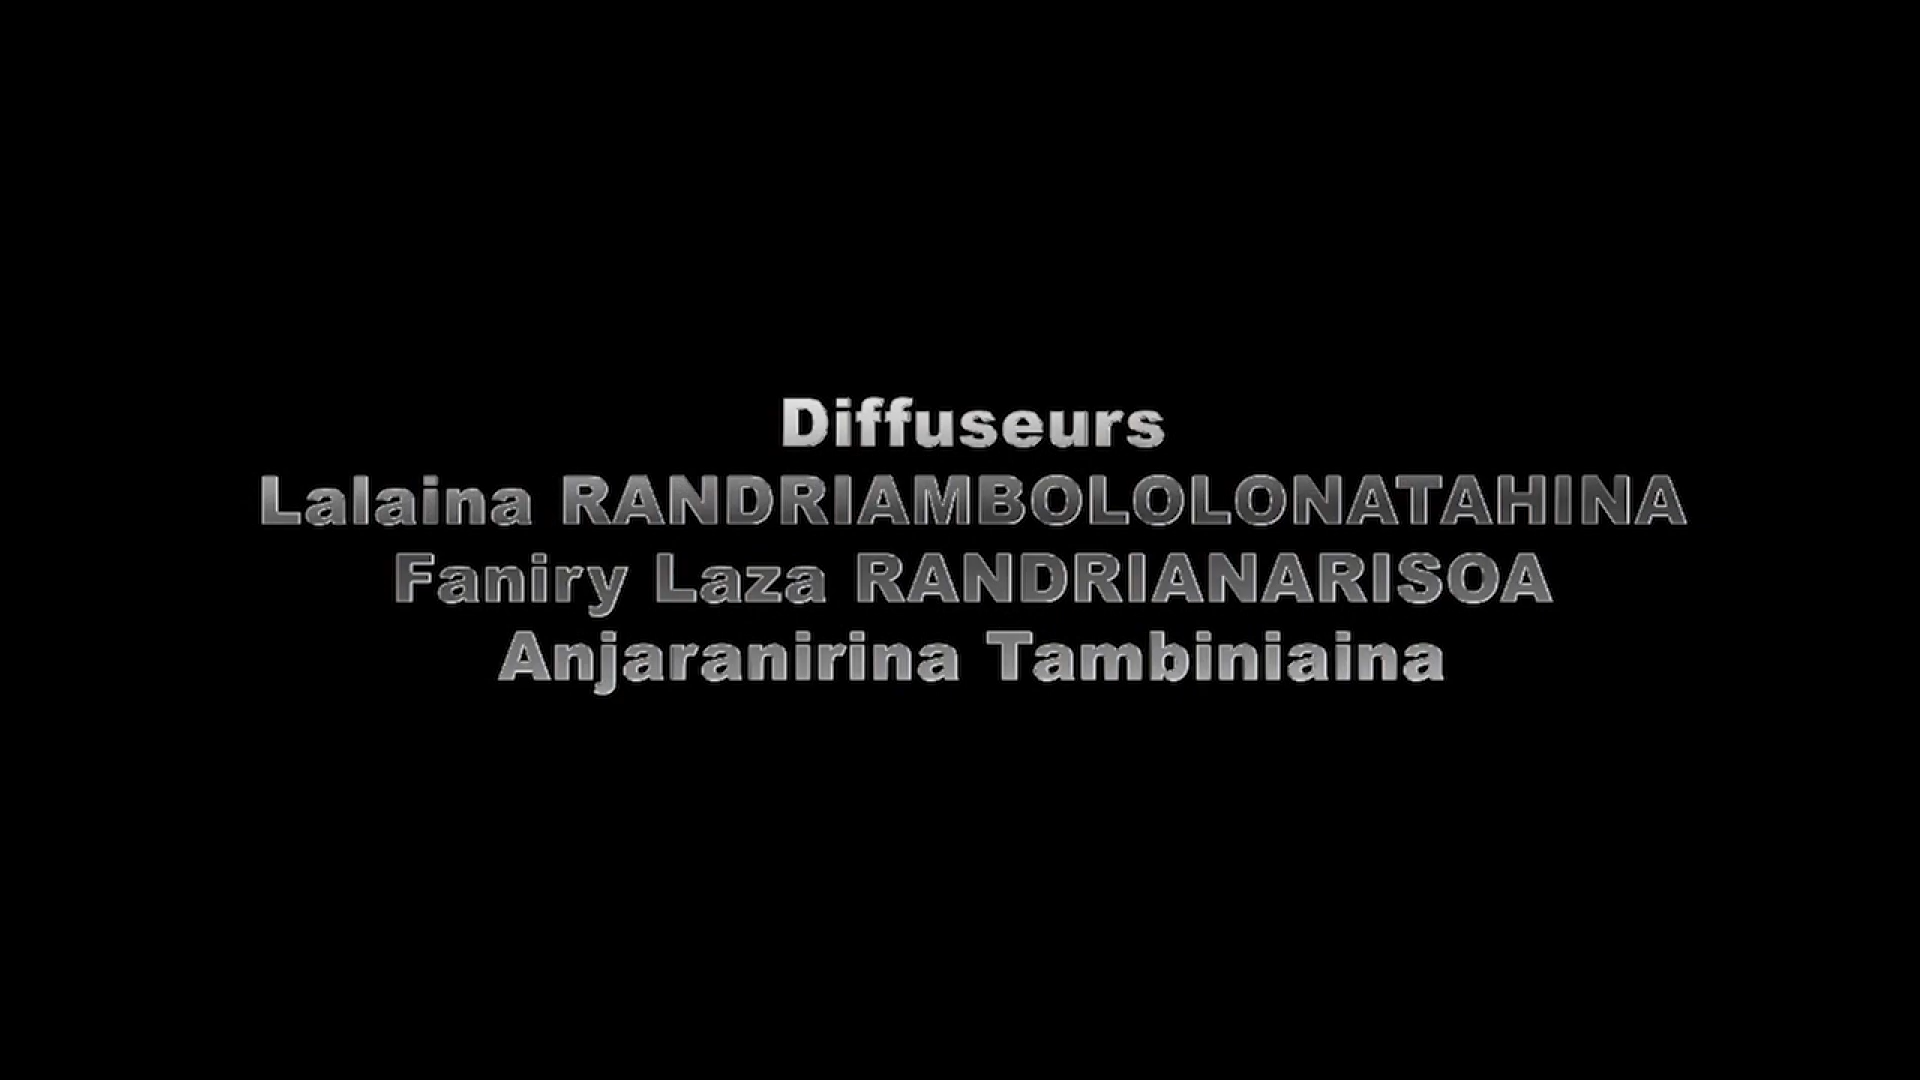 Diffuseurs
Lalaina RANDRIAMBOLOLONATAHINA
Faniry Laza RANDRIANARISOA
Anjaranirina Tambiniaina